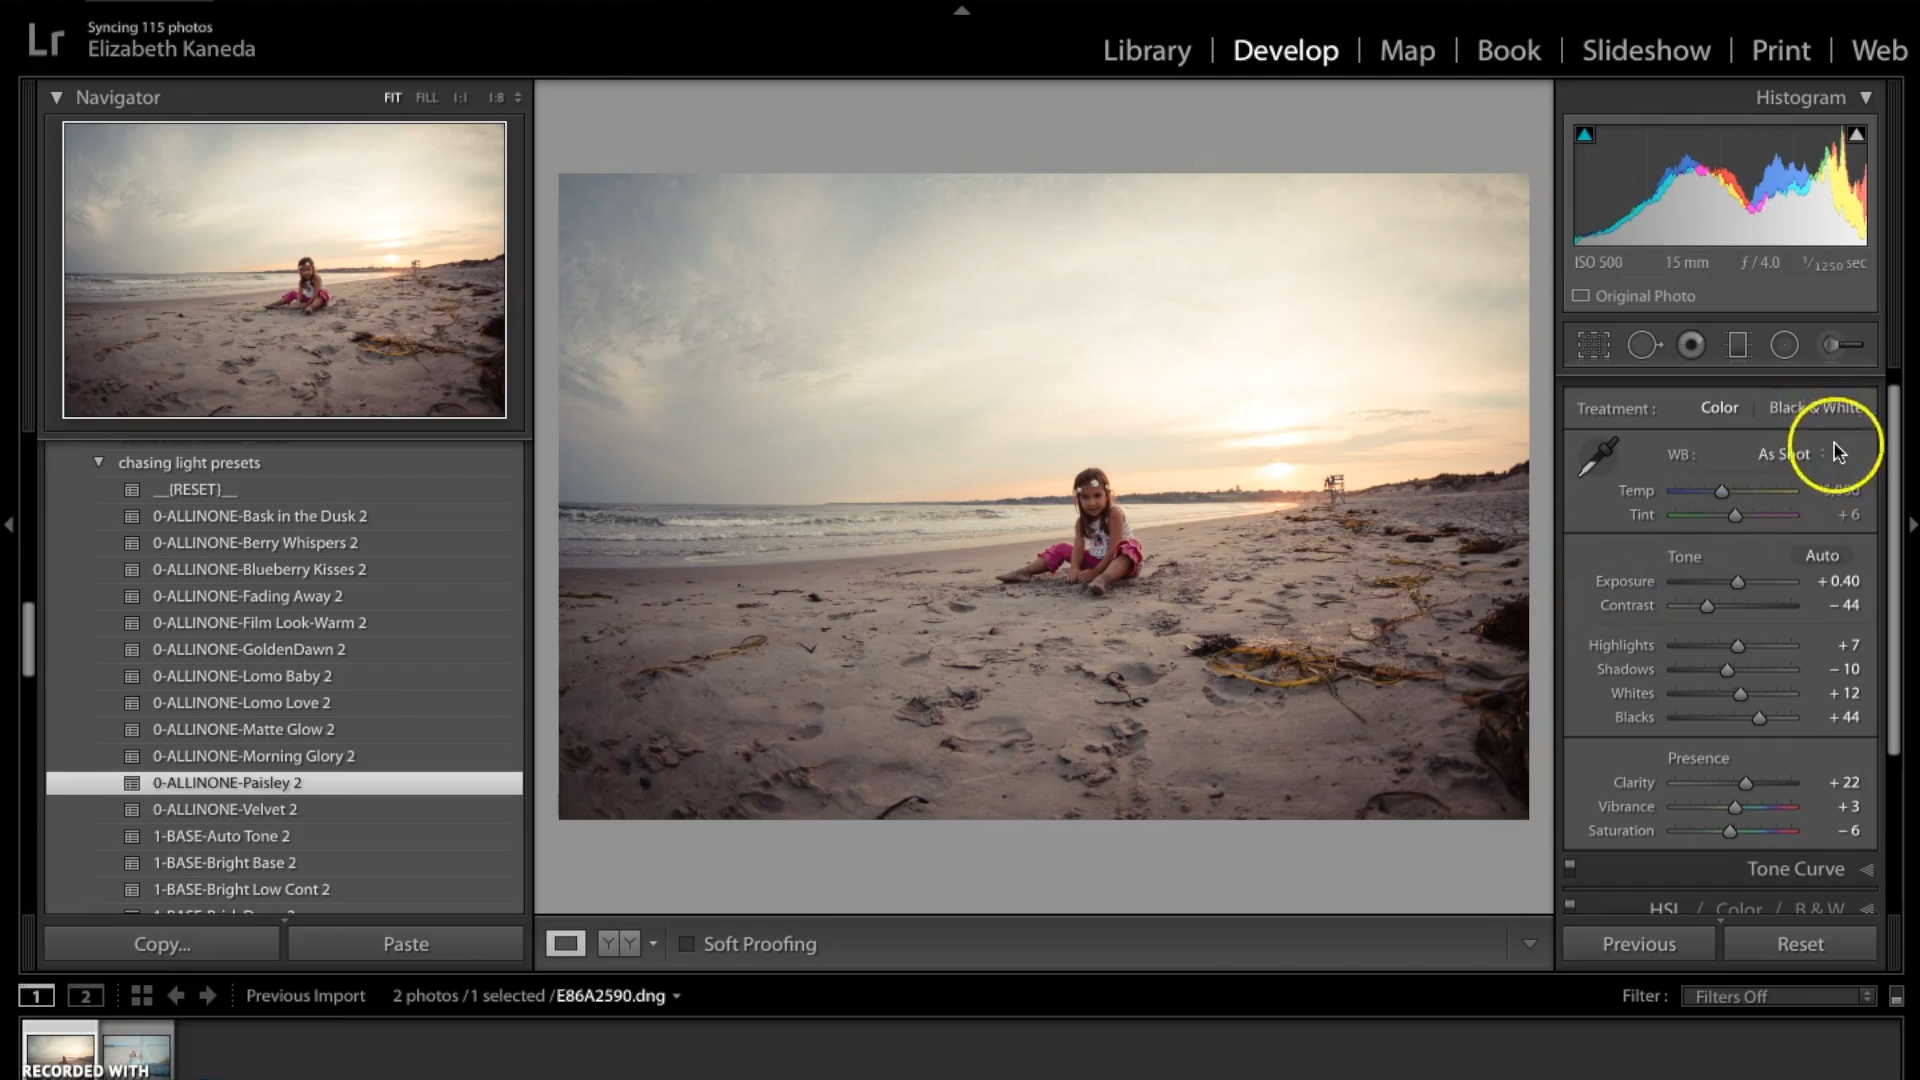 Lr
Syncing 115 photos
Elizabeth Kaneda
Library | Develop | Map | Book | Slideshow | Print | Web
Navigator FIT FILL 1:1 1:8
chasing light presets
__{RESET}__
0-ALLINONE-Bask in the Dusk 2
0-ALLINONE-Berry Whispers 2
0-ALLINONE-Blueberry Kisses 2
0-ALLINONE-Fading Away 2
0-ALLINONE-Film Look-Warm 2
0-ALLINONE-GoldenDawn 2
0-ALLINONE-Lomo Baby 2
0-ALLINONE-Lomo Love 2
0-ALLINONE-Matte Glow 2
0-ALLINONE-Morning Glory 2
0-ALLINONE-Paisley 2
0-ALLINONE-Velvet 2
1-BASE-Auto Tone 2
1-BASE-Bright Base 2
1-BASE-Bright Low Cont 2
Copy... Paste
Histogram
ISO 500 15 mm ƒ / 4.0 1/1250 sec
Original Photo
Treatment : Color | Black & White
WB : As Shot
Temp
Tint + 6
Tone Auto
Exposure + 0.40
Contrast – 44
Highlights + 7
Shadows – 10
Whites + 12
Blacks + 44
Presence
Clarity + 22
Vibrance + 3
Saturation – 6
Tone Curve
HSL / Color / B & W
Previous Reset
YY Soft Proofing
1 2 Previous Import 2 photos /1 selected /E86A2590.dng Filter : Filters Off
RECORDED WITH